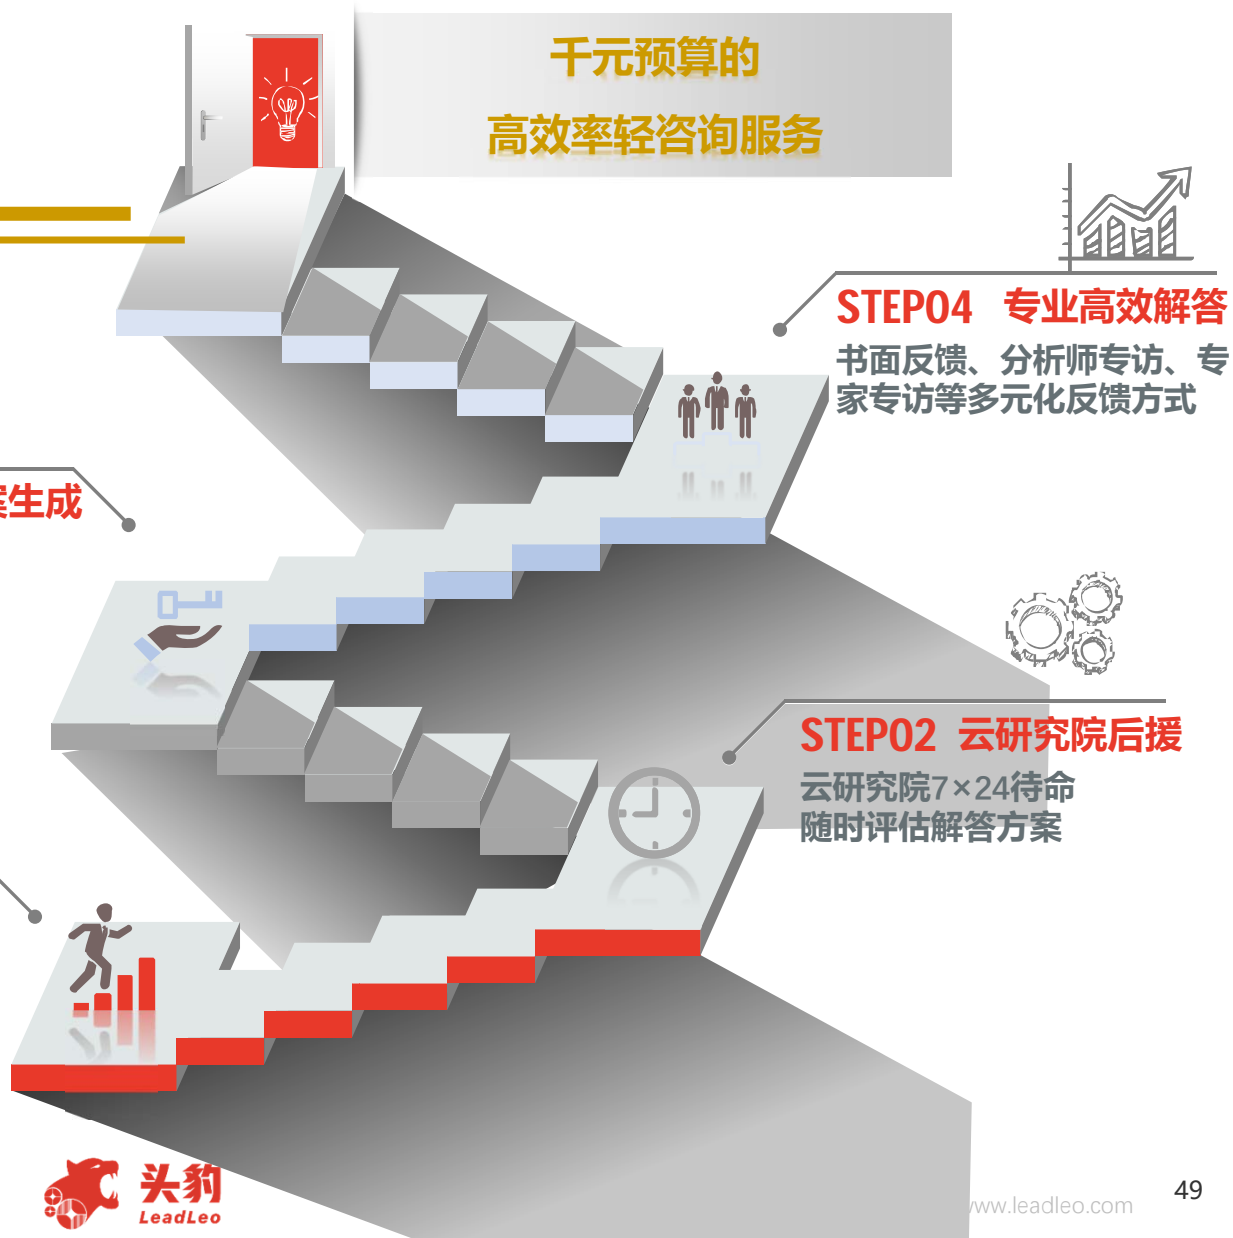 千元预算的
高效率轻咨询服务
STEP04 专业高效解答
书面反馈、分析师专访、专
家专访等多元化反馈方式
案生成
STEP02 云研究院后援
云研究院7×24待命
随时评估解答方案
头豹
LeadLeo
www.leadleo.com
49